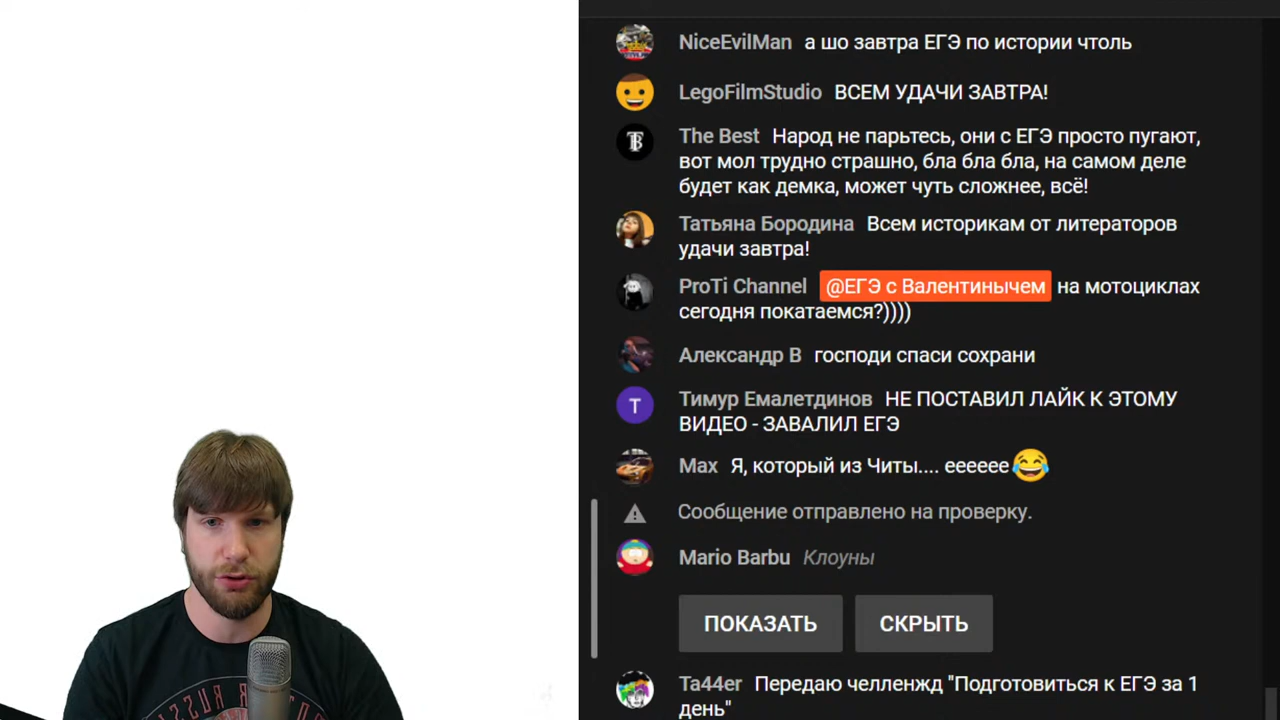 NiceEvilMan а шо завтра ЕГЭ по истории чтоль
LegoFilmStudio ВСЕМ УДАЧИ ЗАВТРА!
The Best Народ не парьтесь, они с ЕГЭ просто пугают,
вот мол трудно страшно, бла бла бла, на самом деле
будет как демка, может чуть сложнее, всё!
Татьяна Бородина Всем историкам от литераторов
удачи завтра!
ProTi Channel @ЕГЭ с Валентинычем на мотоциклах
сегодня покатаемся?))))
Александр В господи спаси сохрани
Т Тимур Емалетдинов НЕ ПОСТАВИЛ ЛАЙК К ЭТОМУ
ВИДЕО - ЗАВАЛИЛ ЕГЭ
Max Я, который из Читы.... ееееее
Сообщение отправлено на проверку.
Mario Barbu Клоуны
ПОКАЗАТЬ СКРЫТЬ
Ta44er Передаю челленжд "Подготовиться к ЕГЭ за 1
день"